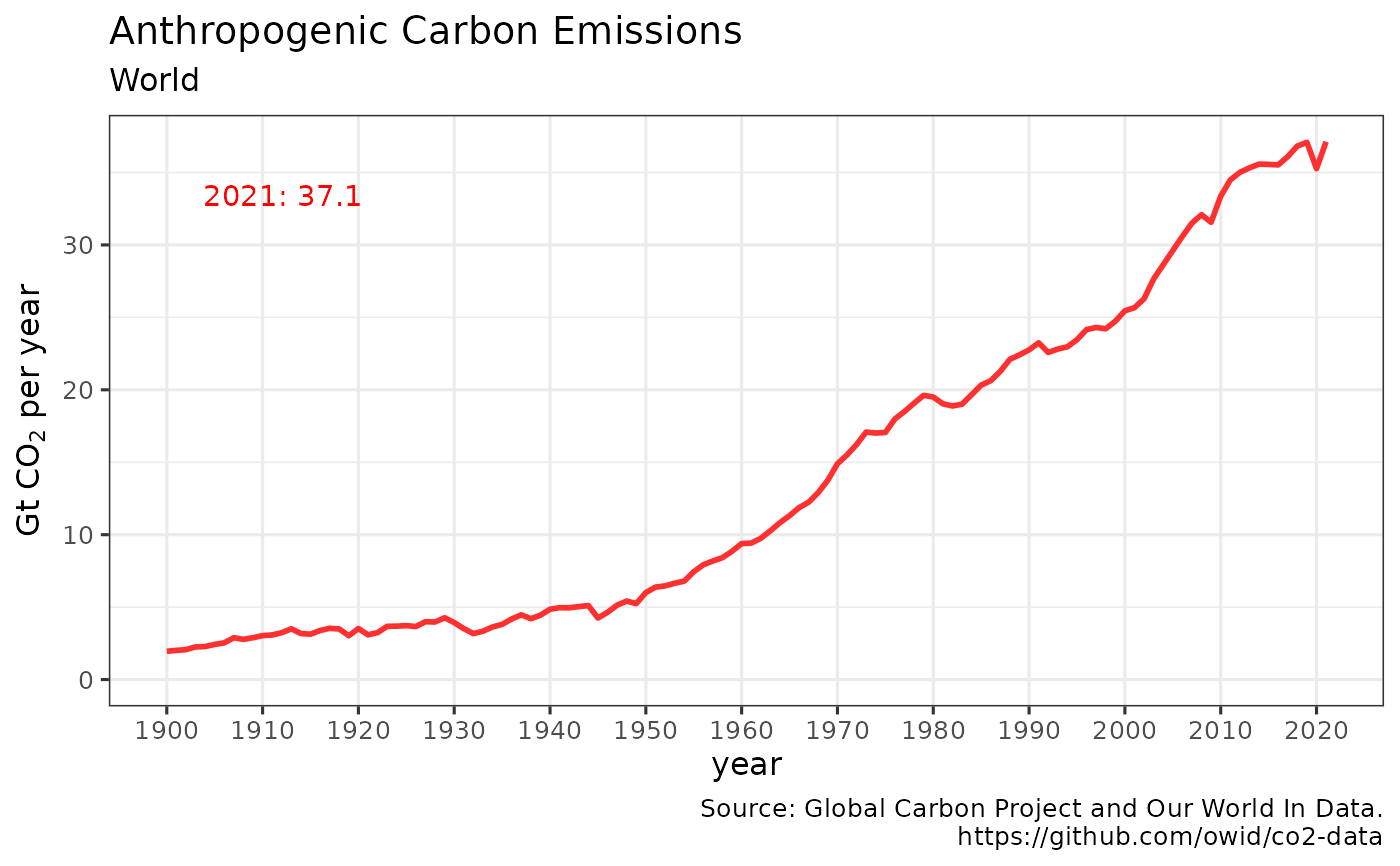 Anthropogenic Carbon Emissions
World
2021: 37.1
Gt CO₂ per year
30
20
10
0
1900 1910 1920 1930 1940 1950 1960 1970 1980 1990 2000 2010 2020
year
Source: Global Carbon Project and Our World In Data.
https://github.com/owid/co2-data